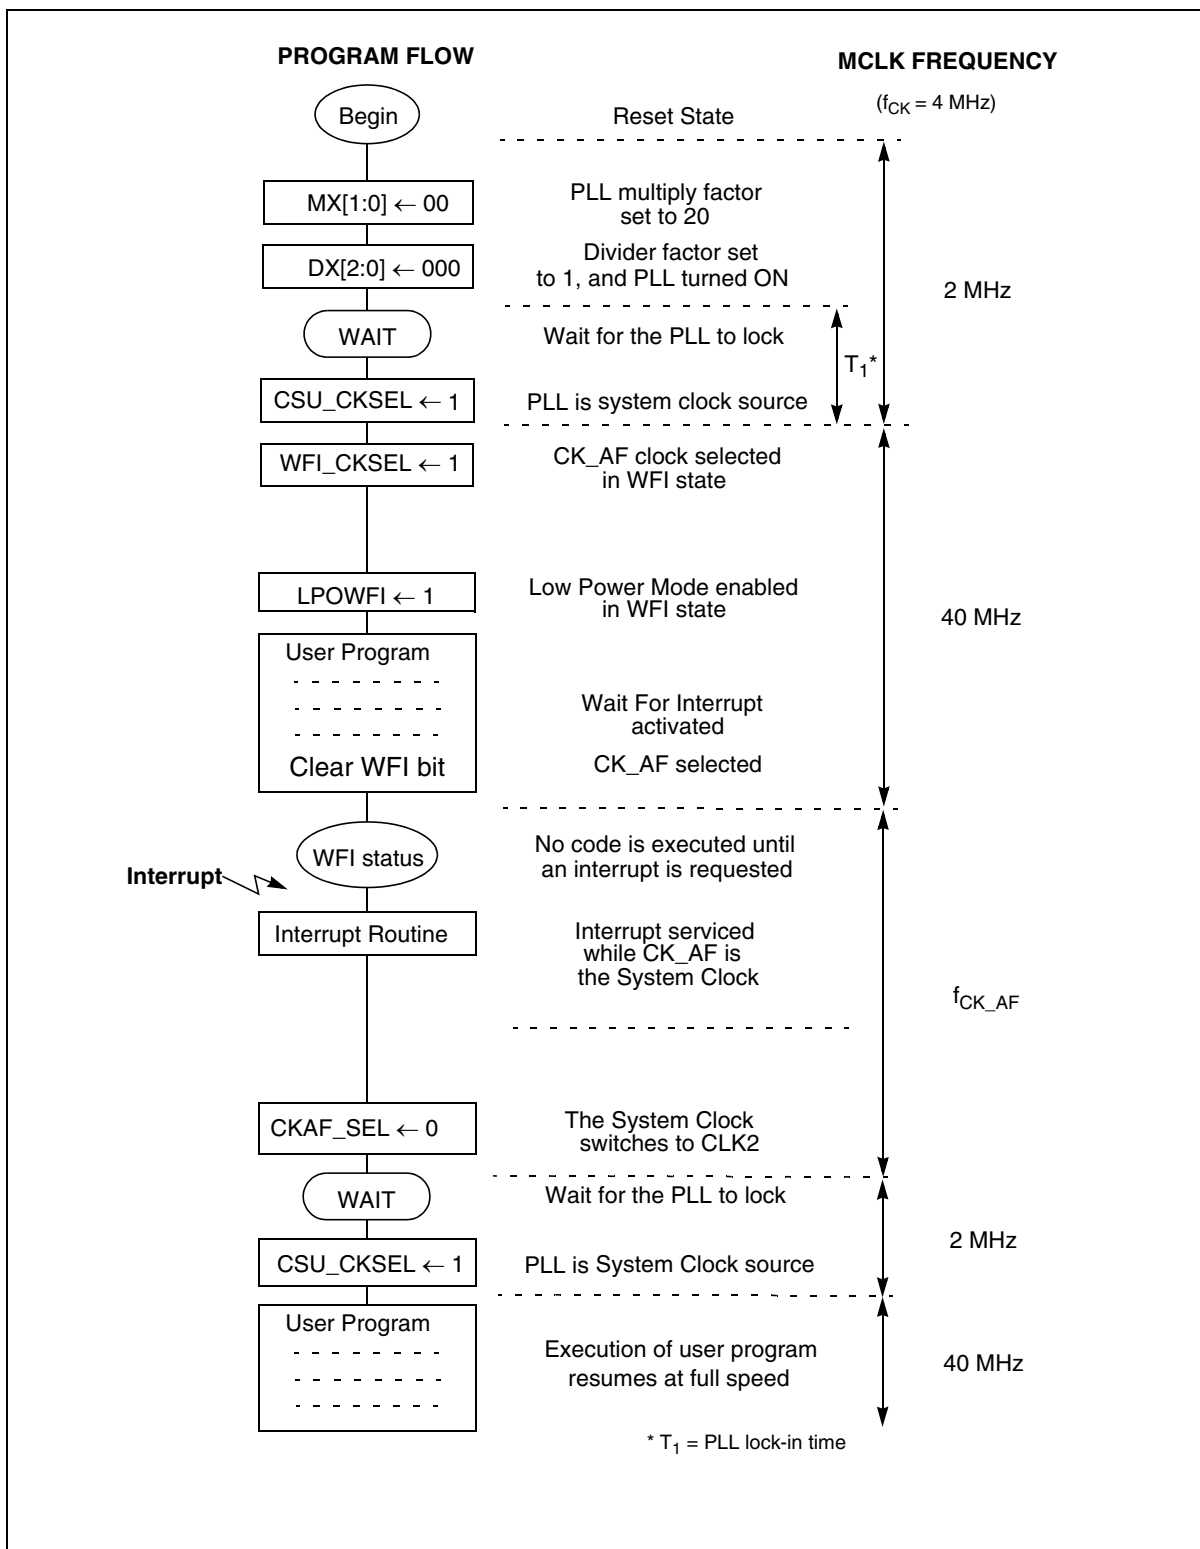 PROGRAM FLOW
MCLK FREQUENCY
(fCK = 4 MHz)
Begin
Reset State
MX[1:0] ← 00
PLL multiply factor
set to 20
DX[2:0] ← 000
Divider factor set
to 1, and PLL turned ON
2 MHz
WAIT
Wait for the PLL to lock
T1*
CSU_CKSEL ← 1
PLL is system clock source
WFI_CKSEL ← 1
CK_AF clock selected
in WFI state
LPOWFI ← 1
Low Power Mode enabled
in WFI state
40 MHz
User Program
Wait For Interrupt
activated
Clear WFI bit
CK_AF selected
WFI status
No code is executed until
an interrupt is requested
Interrupt
Interrupt Routine
Interrupt serviced
while CK_AF is
the System Clock
fCK_AF
CKAF_SEL ← 0
The System Clock
switches to CLK2
WAIT
Wait for the PLL to lock
2 MHz
CSU_CKSEL ← 1
PLL is System Clock source
User Program
Execution of user program
resumes at full speed
40 MHz
* T1 = PLL lock-in time